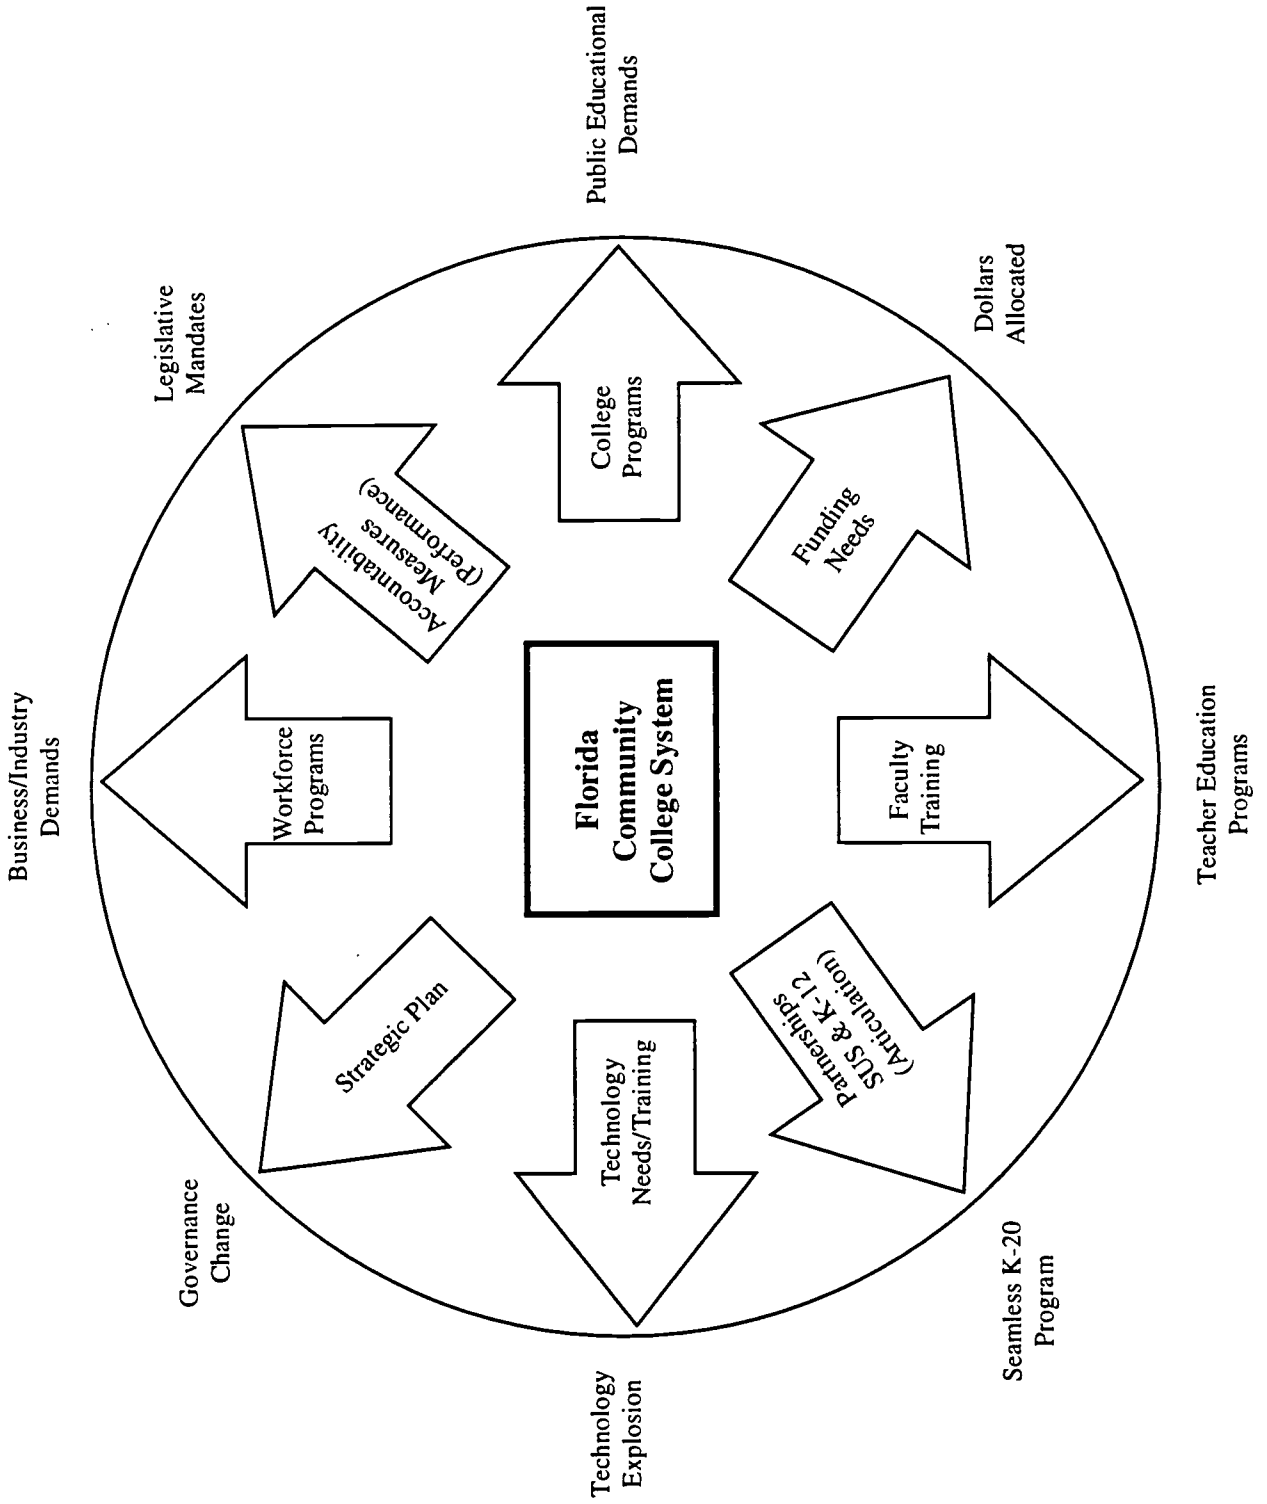 Business/Industry
Demands
Governance
Change
Legislative
Mandates
Workforce
Programs
Strategic Plan
Accountability
Measures
(Performance)
Technology
Explosion
Technology
Needs/Training
Florida
Community
College System
College
Programs
Public Educational
Demands
Partnerships
SUS & K-12
(Articulation)
Funding
Needs
Faculty
Training
Seamless K-20
Program
Dollars
Allocated
Teacher Education
Programs